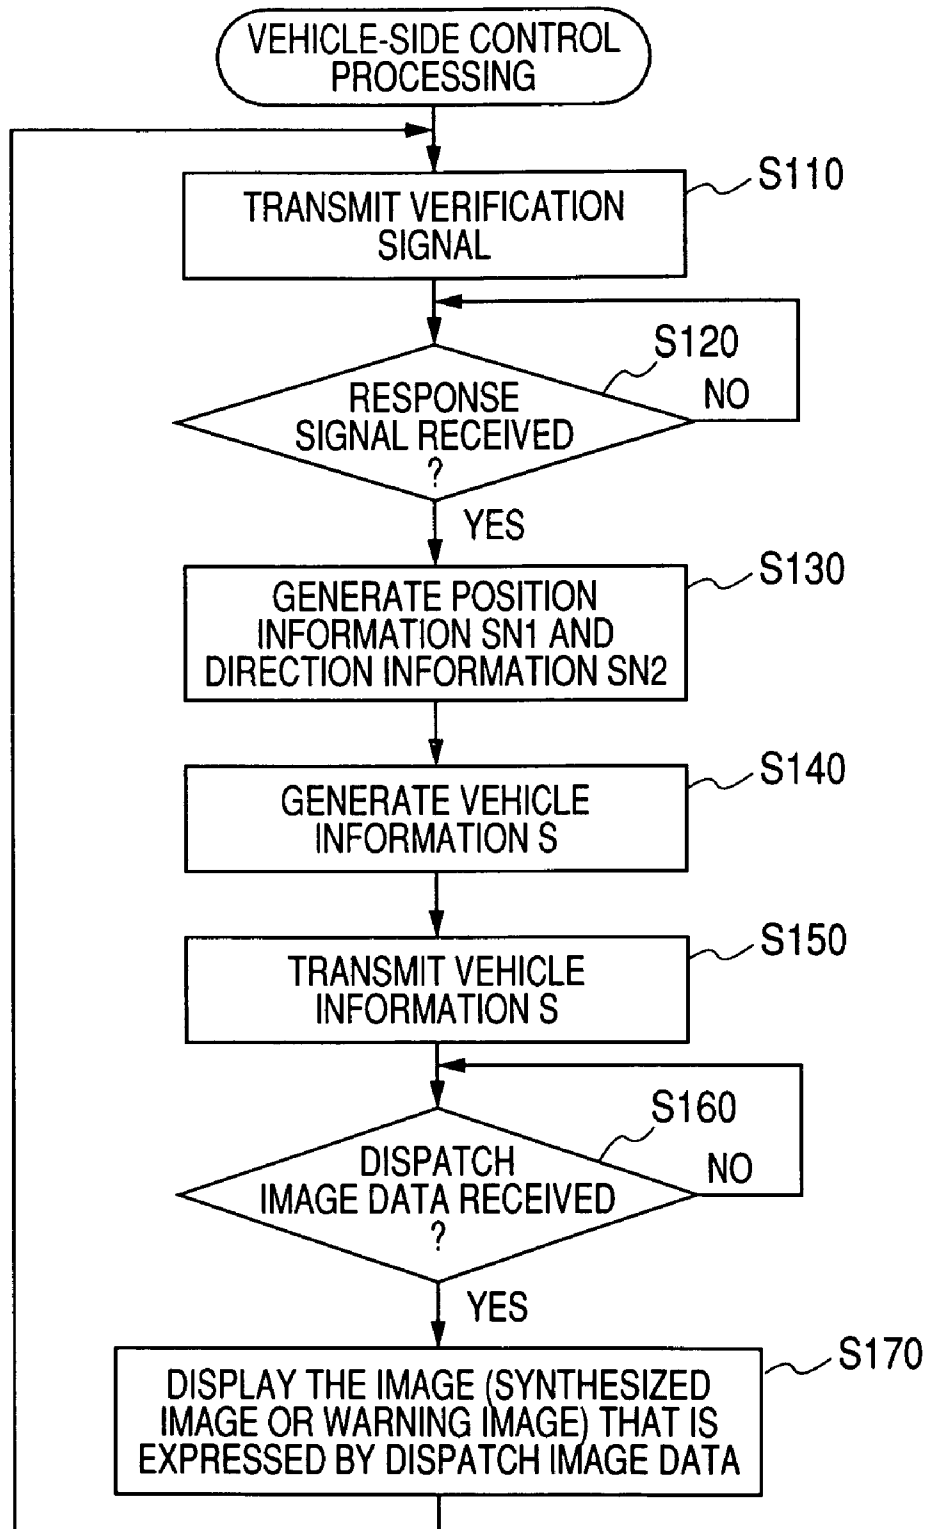 VEHICLE-SIDE CONTROL
PROCESSING
S110
TRANSMIT VERIFICATION
SIGNAL
S120
RESPONSE
SIGNAL RECEIVED
?
NO
YES
S130
GENERATE POSITION
INFORMATION SN1 AND
DIRECTION INFORMATION SN2
S140
GENERATE VEHICLE
INFORMATION S
S150
TRANSMIT VEHICLE
INFORMATION S
S160
DISPATCH
IMAGE DATA RECEIVED
?
NO
YES
S170
DISPLAY THE IMAGE (SYNTHESIZED
IMAGE OR WARNING IMAGE) THAT IS
EXPRESSED BY DISPATCH IMAGE DATA